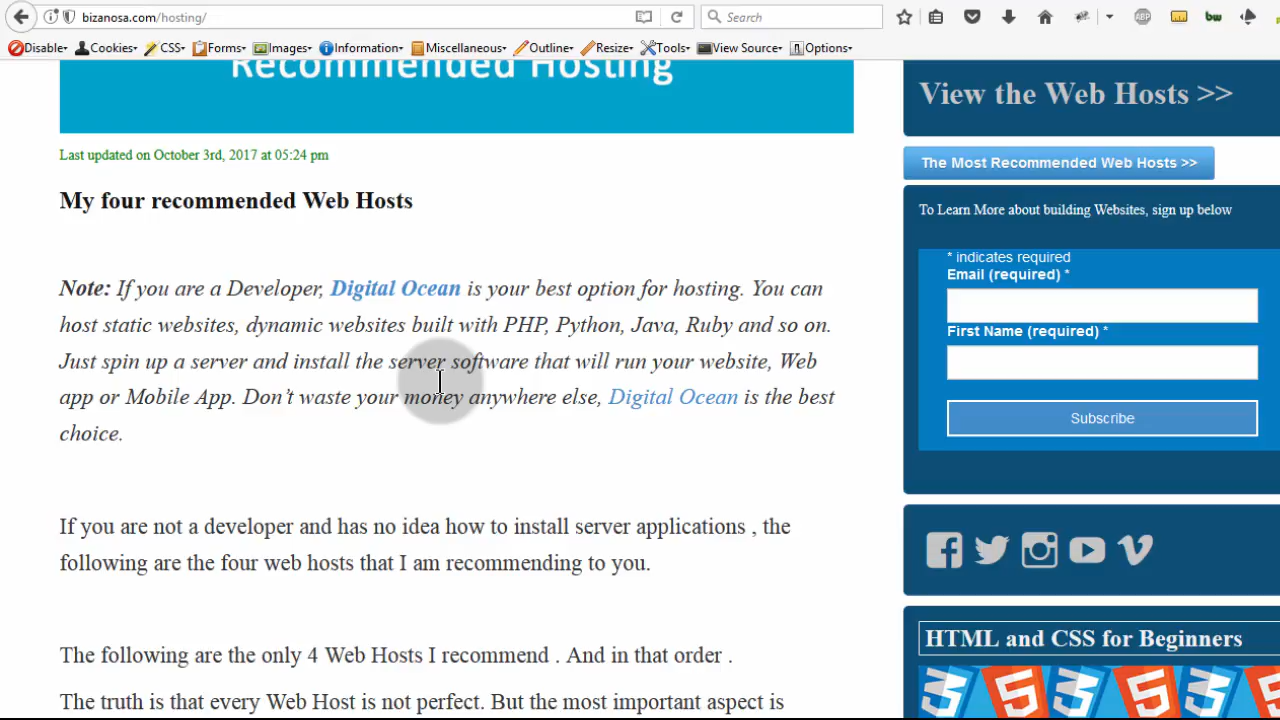 bizanosa.com/hosting/
Search
ABP
bw
Disable Cookies CSS Forms Images Information Miscellaneous Outline Resize Tools View Source Options
Recommended Hosting
Last updated on October 3rd, 2017 at 05:24 pm
My four recommended Web Hosts
Note: If you are a Developer, Digital Ocean is your best option for hosting. You can
host static websites, dynamic websites built with PHP, Python, Java, Ruby and so on.
Just spin up a server and install the server software that will run your website, Web
app or Mobile App. Don’t waste your money anywhere else, Digital Ocean is the best
choice.
If you are not a developer and has no idea how to install server applications , the
following are the four web hosts that I am recommending to you.
The following are the only 4 Web Hosts I recommend . And in that order .
The truth is that every Web Host is not perfect. But the most important aspect is
View the Web Hosts >>
The Most Recommended Web Hosts >>
To Learn More about building Websites, sign up below
* indicates required
Email (required) *
First Name (required) *
Subscribe
HTML and CSS for Beginners